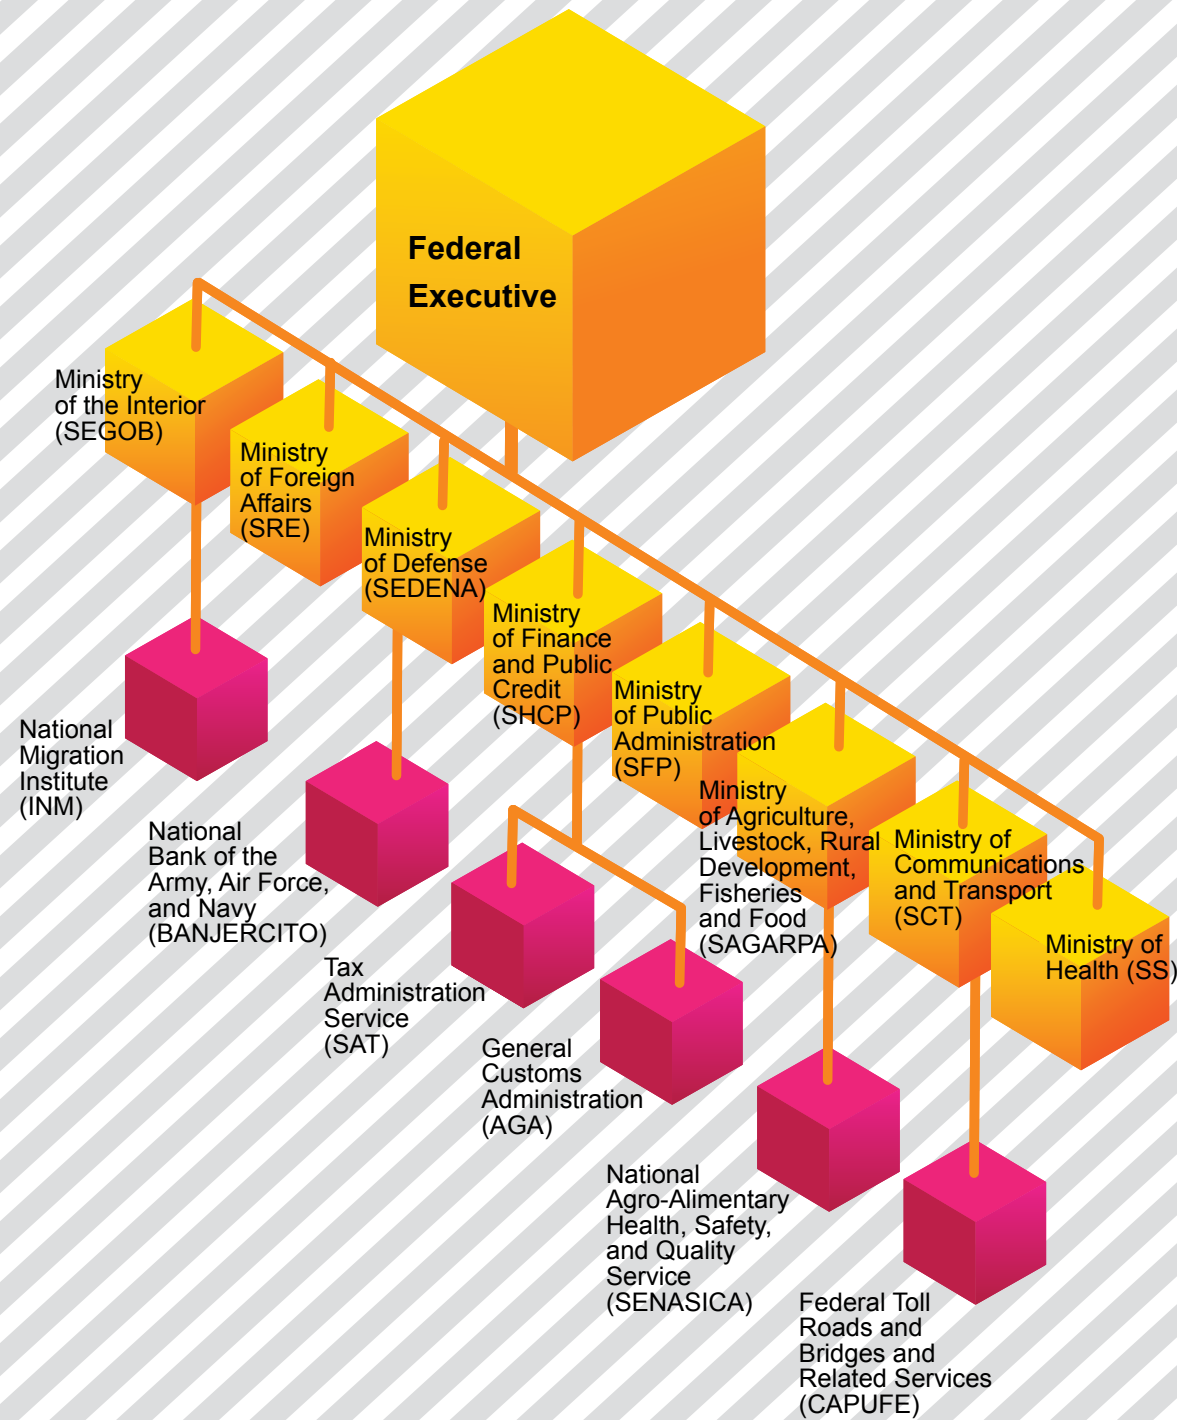 Federal
Executive
Ministry
of the Interior
(SEGOB)
Ministry
of Foreign
Affairs
(SRE)
Ministry
of Defense
(SEDENA)
Ministry
of Finance
and Public
Credit
(SHCP)
Ministry
of Public
Administration
(SFP)
Ministry
of Agriculture,
Livestock, Rural
Development,
Fisheries
and Food
(SAGARPA)
Ministry of
Communications
and Transport
(SCT)
Ministry of
Health (SS)
National
Migration
Institute
(INM)
National
Bank of the
Army, Air Force,
and Navy
(BANJERCITO)
Tax
Administration
Service
(SAT)
General
Customs
Administration
(AGA)
National
Agro-Alimentary
Health, Safety,
and Quality
Service
(SENASICA)
Federal Toll
Roads and
Bridges and
Related Services
(CAPUFE)